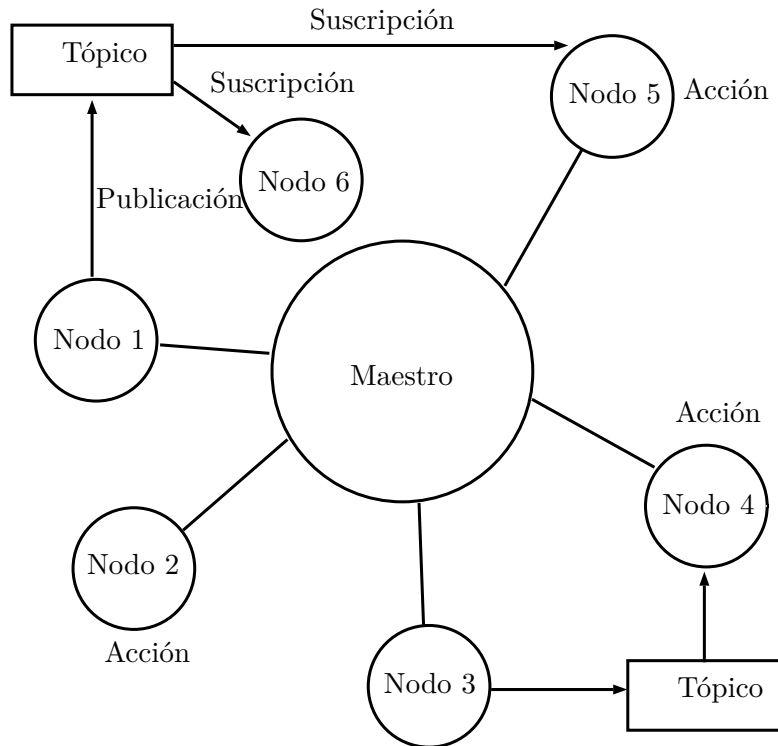 Suscripción
Tópico
Suscripción
Nodo 5
Acción
Nodo 6
Publicación
Nodo 1
Maestro
Acción
Nodo 4
Nodo 2
Acción
Nodo 3
Tópico